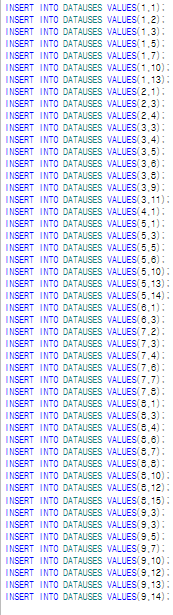 INSERT INTO DATAUSES VALUES(1,1);
INSERT INTO DATAUSES VALUES(1,2);
INSERT INTO DATAUSES VALUES(1,3);
INSERT INTO DATAUSES VALUES(1,5);
INSERT INTO DATAUSES VALUES(1,7);
INSERT INTO DATAUSES VALUES(1,10);
INSERT INTO DATAUSES VALUES(1,13);
INSERT INTO DATAUSES VALUES(2,1);
INSERT INTO DATAUSES VALUES(2,3);
INSERT INTO DATAUSES VALUES(2,4);
INSERT INTO DATAUSES VALUES(3,3);
INSERT INTO DATAUSES VALUES(3,4);
INSERT INTO DATAUSES VALUES(3,5);
INSERT INTO DATAUSES VALUES(3,6);
INSERT INTO DATAUSES VALUES(3,8);
INSERT INTO DATAUSES VALUES(3,9);
INSERT INTO DATAUSES VALUES(3,11);
INSERT INTO DATAUSES VALUES(4,1);
INSERT INTO DATAUSES VALUES(5,1);
INSERT INTO DATAUSES VALUES(5,3);
INSERT INTO DATAUSES VALUES(5,5);
INSERT INTO DATAUSES VALUES(5,6);
INSERT INTO DATAUSES VALUES(5,10);
INSERT INTO DATAUSES VALUES(5,13);
INSERT INTO DATAUSES VALUES(5,14);
INSERT INTO DATAUSES VALUES(6,1);
INSERT INTO DATAUSES VALUES(6,3);
INSERT INTO DATAUSES VALUES(7,2);
INSERT INTO DATAUSES VALUES(7,3);
INSERT INTO DATAUSES VALUES(7,4);
INSERT INTO DATAUSES VALUES(7,6);
INSERT INTO DATAUSES VALUES(7,7);
INSERT INTO DATAUSES VALUES(7,8);
INSERT INTO DATAUSES VALUES(8,1);
INSERT INTO DATAUSES VALUES(8,3);
INSERT INTO DATAUSES VALUES(8,4);
INSERT INTO DATAUSES VALUES(8,6);
INSERT INTO DATAUSES VALUES(8,7);
INSERT INTO DATAUSES VALUES(8,8);
INSERT INTO DATAUSES VALUES(8,10);
INSERT INTO DATAUSES VALUES(8,12);
INSERT INTO DATAUSES VALUES(8,15);
INSERT INTO DATAUSES VALUES(9,3);
INSERT INTO DATAUSES VALUES(9,3);
INSERT INTO DATAUSES VALUES(9,5);
INSERT INTO DATAUSES VALUES(9,7);
INSERT INTO DATAUSES VALUES(9,10);
INSERT INTO DATAUSES VALUES(9,12);
INSERT INTO DATAUSES VALUES(9,13);
INSERT INTO DATAUSES VALUES(9,14);